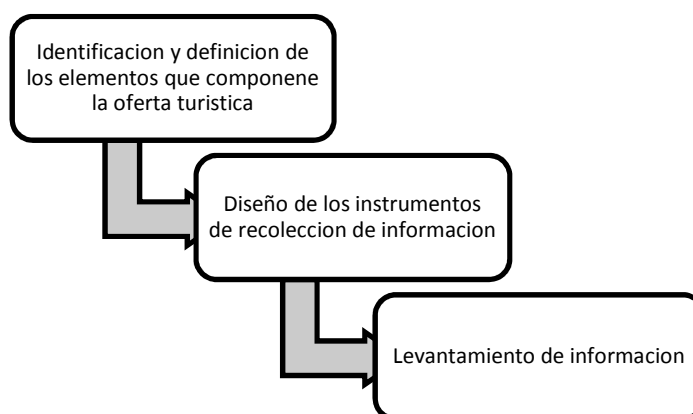 Identificacion y definicion de
los elementos que componene
la oferta turistica
Diseño de los instrumentos
de recoleccion de informacion
Levantamiento de informacion